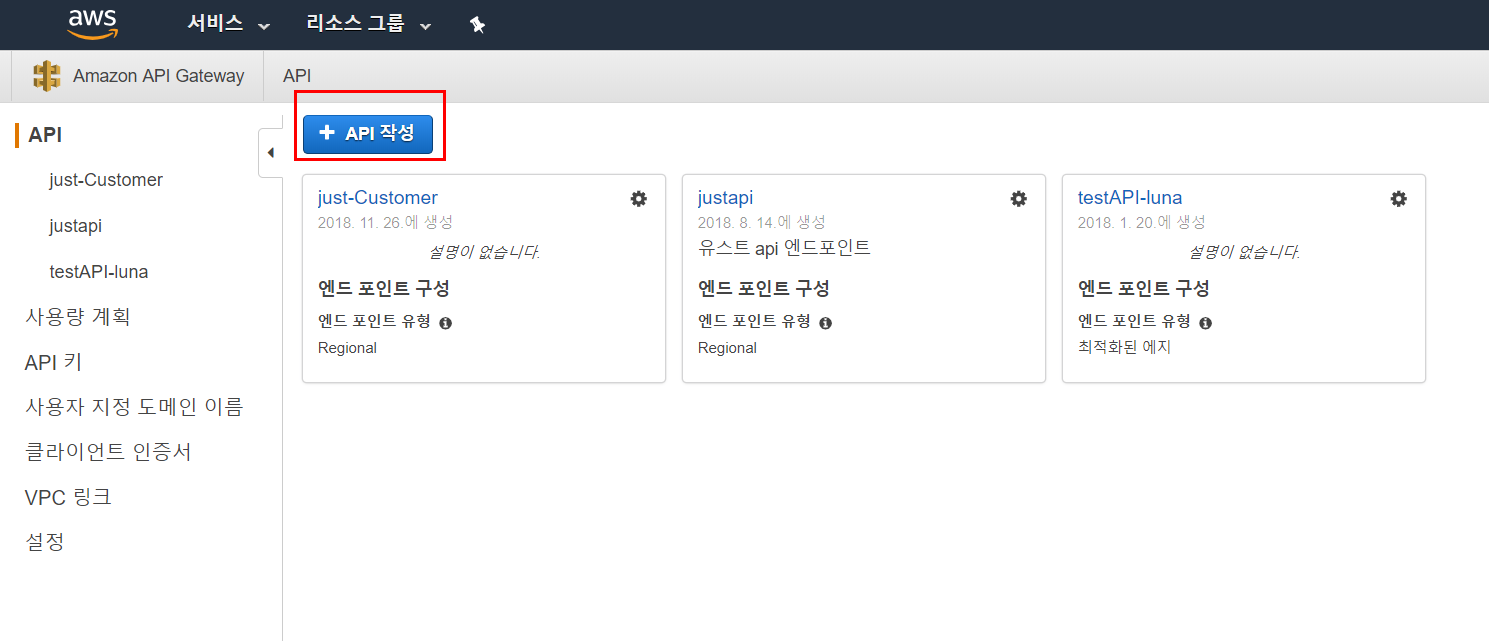 aws 서비스 리소스 그룹
Amazon API Gateway API
API
just-Customer
justapi
testAPI-luna
사용량 계획
API 키
사용자 지정 도메인 이름
클라이언트 인증서
VPC 링크
설정
+ API 작성
just-Customer
2018. 11. 26.에 생성
설명이 없습니다.
엔드 포인트 구성
엔드 포인트 유형
Regional
justapi
2018. 8. 14.에 생성
유스트 api 엔드포인트
엔드 포인트 구성
엔드 포인트 유형
Regional
testAPI-luna
2018. 1. 20.에 생성
설명이 없습니다.
엔드 포인트 구성
엔드 포인트 유형
최적화된 에지